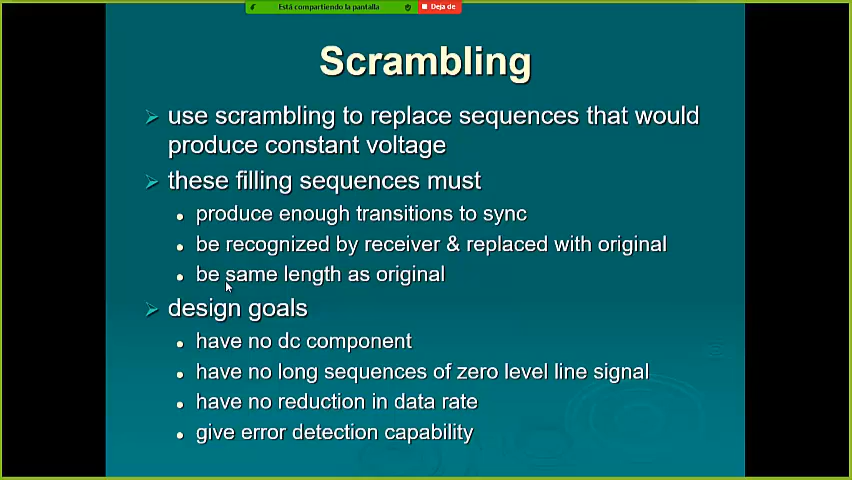 Está compartiendo la pantalla
Deja de
Scrambling
use scrambling to replace sequences that would
produce constant voltage
these filling sequences must
produce enough transitions to sync
be recognized by receiver & replaced with original
be same length as original
design goals
have no dc component
have no long sequences of zero level line signal
have no reduction in data rate
give error detection capability